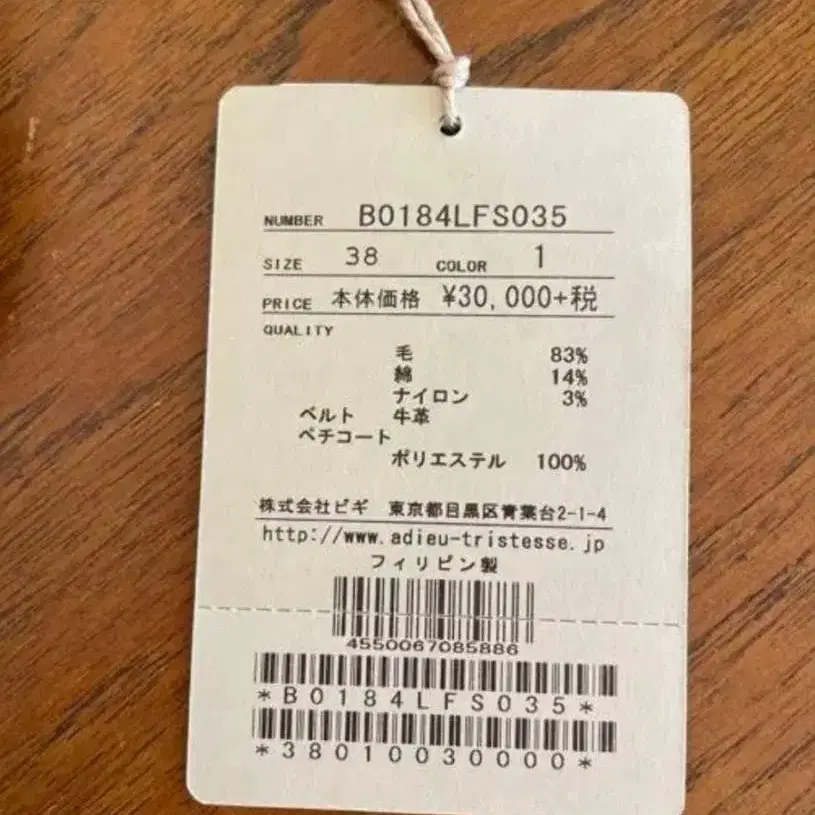 NUMBER B0184LFS035
SIZE 38 COLOR 1
PRICE 本体価格 ¥30,000+税
QUALITY
毛 83%
綿 14%
ナイロン 3%
ベルト 牛革
ペチコート
ポリエステル 100%
株式会社ビギ 東京都目黒区青葉台2-1-4
http://www.adieu-tristesse.jp
フィリピン製
4550067085886
*B0184LFS035*
*38010030000*